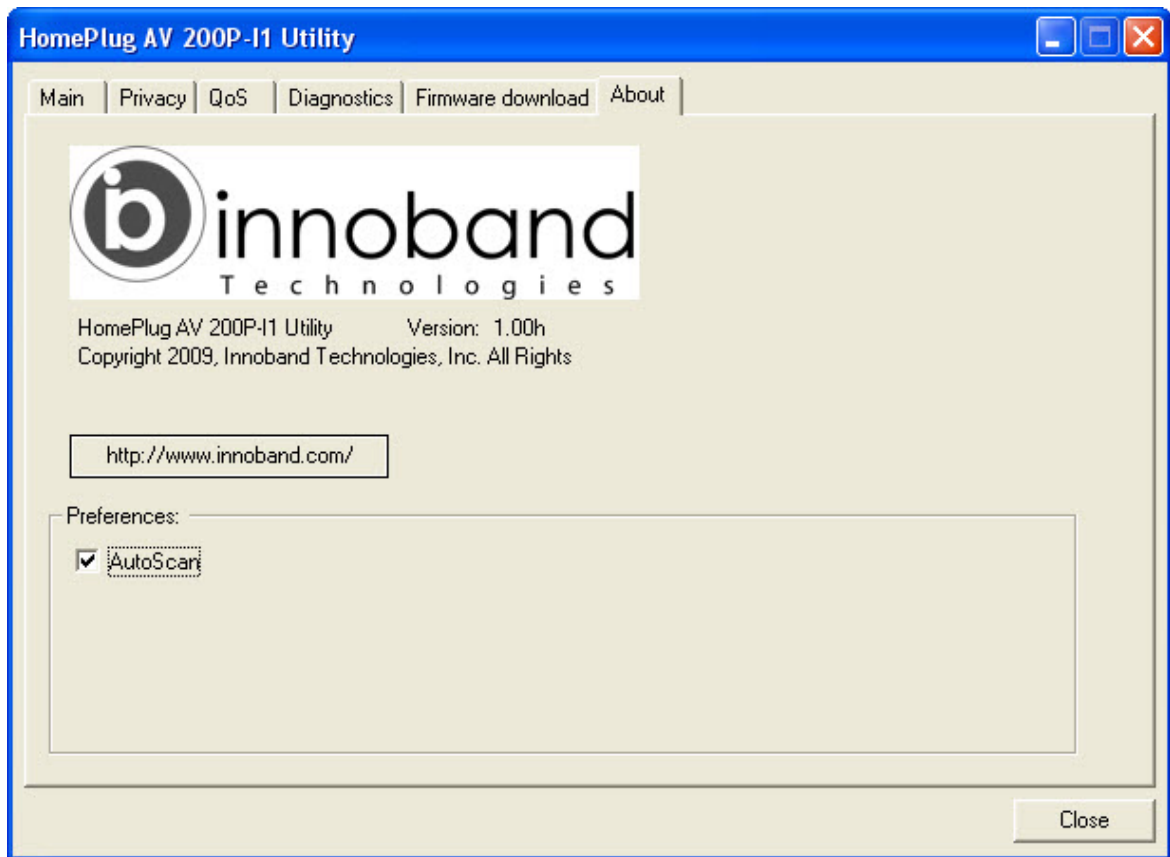 HomePlug AV 200P-I1 Utility
Main Privacy QoS Diagnostics Firmware download About
innoband
Technologies
HomePlug AV 200P-I1 Utility Version: 1.00h
Copyright 2009, Innoband Technologies, Inc. All Rights
http://www.innoband.com/
Preferences:
AutoScan
Close